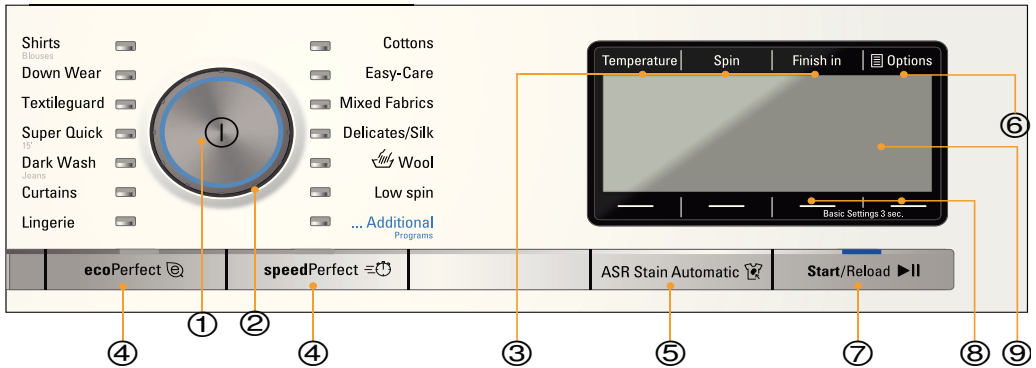 Shirts
Blouses
Down Wear
Textileguard
Super Quick
15'
Dark Wash
Jeans
Curtains
Lingerie
Cottons
Easy-Care
Mixed Fabrics
Delicates/Silk
Wool
Low spin
... Additional
Programs
Temperature Spin Finish in Options
Basic Settings 3 sec.
ecoPerfect e speedPerfect ASR Stain Automatic Start/Reload
① ② ③ ④ ④ ⑤ ⑥ ⑦ ⑧ ⑨